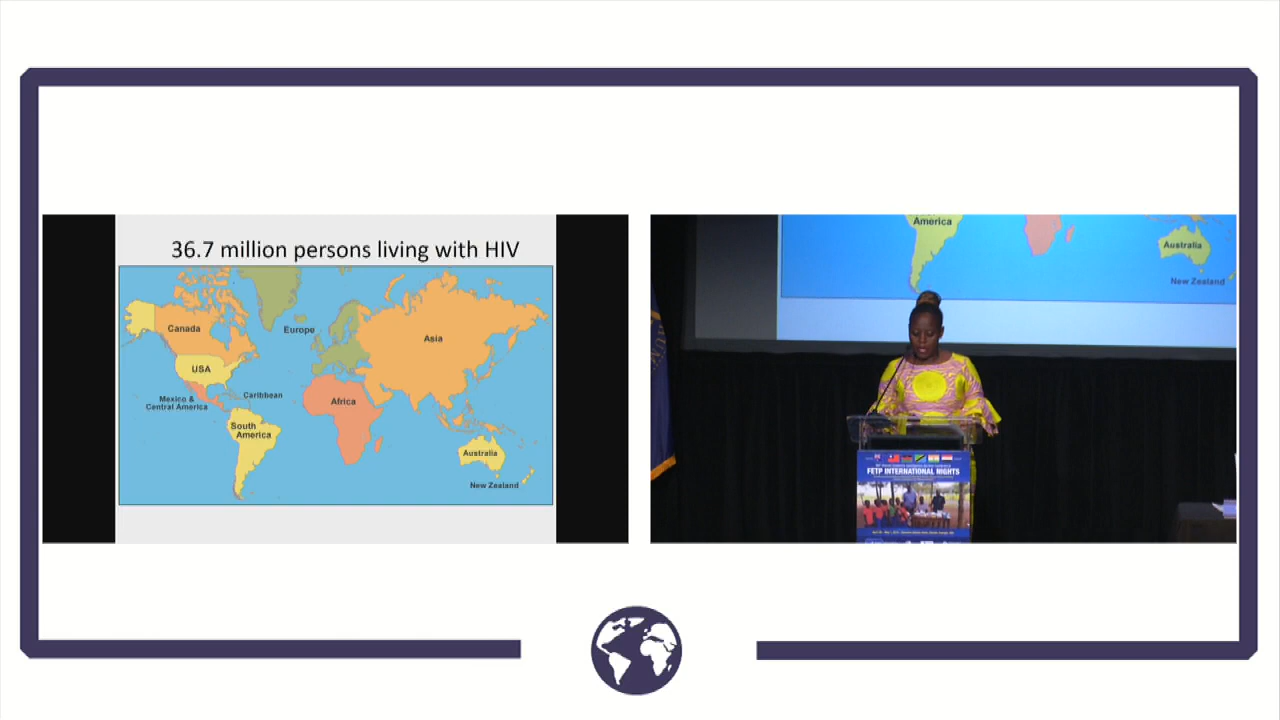 36.7 million persons living with HIV
Canada
Europe
Asia
USA
Mexico &
Central America
Caribbean
Africa
South
America
Australia
New Zealand
America
Australia
New Zealand
FETP INTERNATIONAL NIGHTS